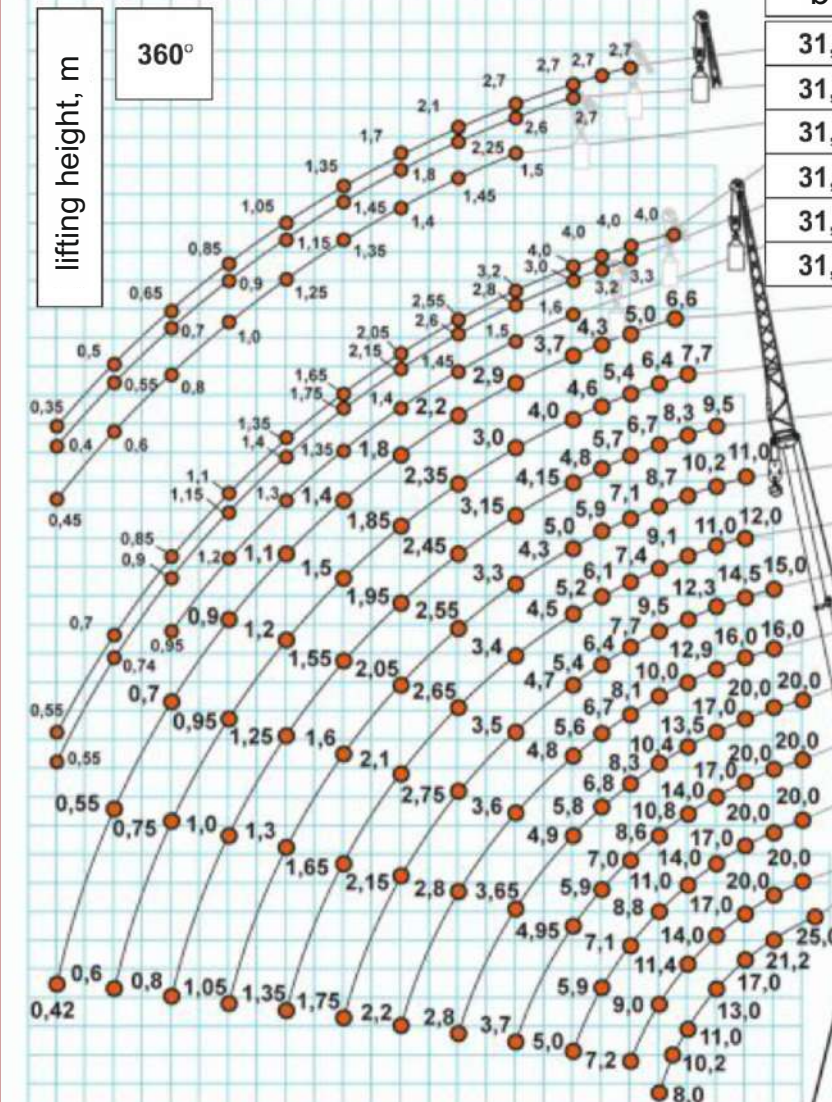 lifting height, m
360°
b
31,
31,
31,
31,
31,
31,
0,35 0,5 0,65 0,85 1,05 1,35 1,7 2,1 2,7 2,7 2,7 2,7
0,4 0,55 0,7 0,9 1,15 1,45 1,8 2,25 2,6 2,7
0,45 0,6 0,8 1,0 1,25 1,35 1,4 1,45 1,5
0,55 0,7 0,85 1,1 1,35 1,65 2,05 2,55 3,2 4,0 4,0 4,0 4,0
0,55 0,74 0,9 1,15 1,4 1,75 2,15 2,6 2,8 3,0 3,2 3,3
0,95 1,2 1,3 1,35 1,4 1,45 1,5 1,6
0,42 0,55 0,7 0,9 1,1 1,4 1,8 2,2 2,9 3,7 4,3 5,0 6,6
0,6 0,75 0,95 1,2 1,5 1,85 2,35 3,0 4,0 4,6 5,4 6,4 7,7
0,8 1,0 1,25 1,55 1,95 2,45 3,15 4,15 4,8 5,7 6,7 8,3 9,5
1,05 1,3 1,6 2,05 2,55 3,3 4,3 5,0 5,9 7,1 8,7 10,2 11,0
1,35 1,65 2,1 2,65 3,4 4,5 5,2 6,1 7,4 9,1 11,0 12,0
1,75 2,15 2,75 3,5 4,7 5,4 6,4 7,7 9,5 12,3 14,5 15,0
2,2 2,8 3,6 4,8 5,6 6,7 8,1 10,0 12,9 16,0 16,0
2,8 3,65 4,9 5,8 6,8 8,3 10,4 13,5 17,0 20,0 20,0
3,7 4,95 5,9 7,0 8,6 10,8 14,0 17,0 20,0 20,0
5,0 5,9 7,1 8,8 11,0 14,0 17,0 20,0 20,0
7,2 9,0 11,4 14,0 17,0 20,0
8,0 10,2 11,0 13,0 17,0 21,2 25,0